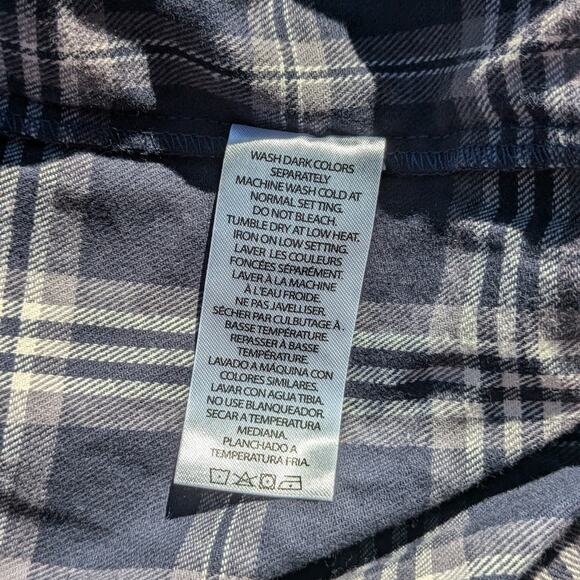 WASH DARK COLORS
SEPARATELY
MACHINE WASH COLD AT
NORMAL SETTING.
DO NOT BLEACH.
TUMBLE DRY AT LOW HEAT.
IRON ON LOW SETTING.
LAVER LES COULEURS
FONCÉES SÉPARÉMENT.
LAVER À LA MACHINE
À L'EAU FROIDE.
NE PAS JAVELLISER.
SÉCHER PAR CULBUTAGE À
BASSE TEMPÉRATURE.
REPASSER À BASSE
TEMPÉRATURE.
LAVADO A MÁQUINA CON
COLORES SIMILARES.
LAVAR CON AGUA TIBIA.
NO USE BLANQUEADOR.
SECAR A TEMPERATURA
MEDIANA.
PLANCHADO A
TEMPERATURA FRIA.